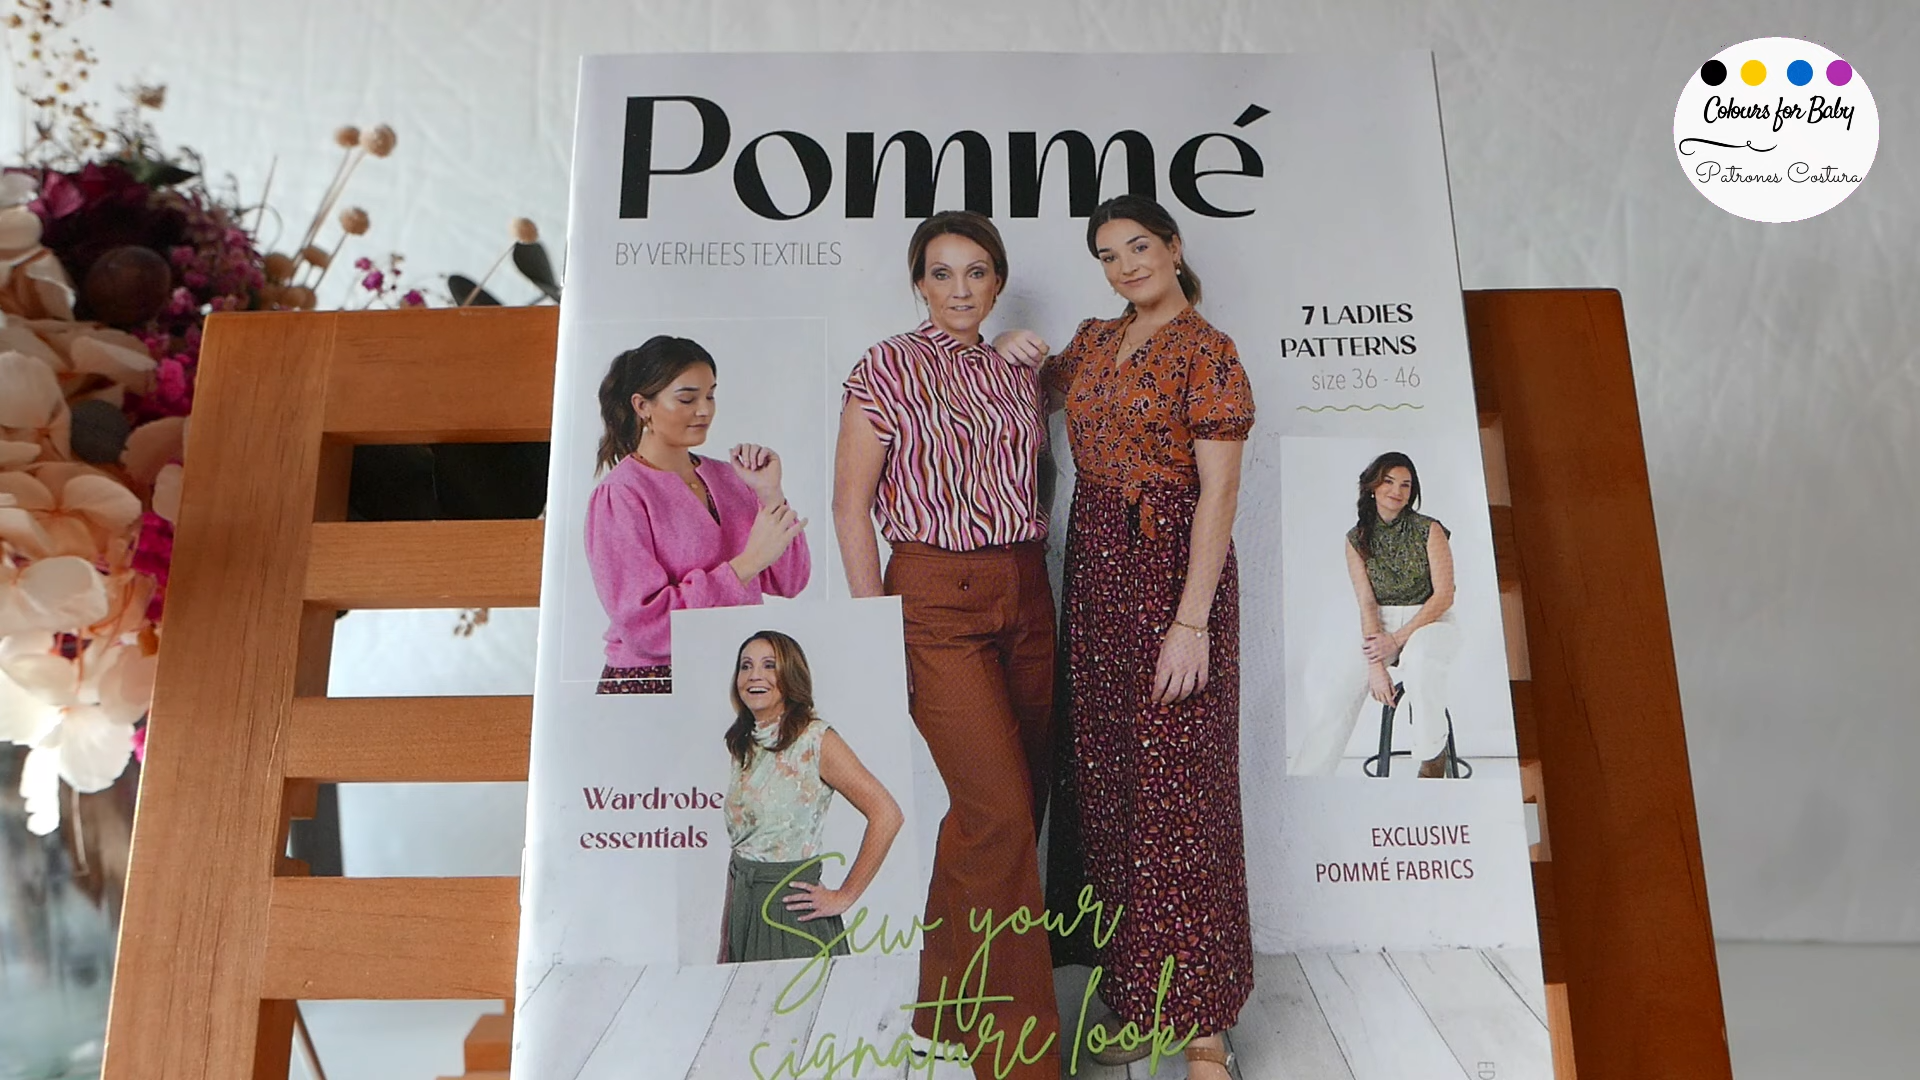 Pommé
BY VERHEES TEXTILES
7 LADIES
PATTERNS
size 36 - 46
Wardrobe
essentials
EXCLUSIVE
POMMÉ FABRICS
Sew your
signature look
Colours for Baby
Patrones Costura